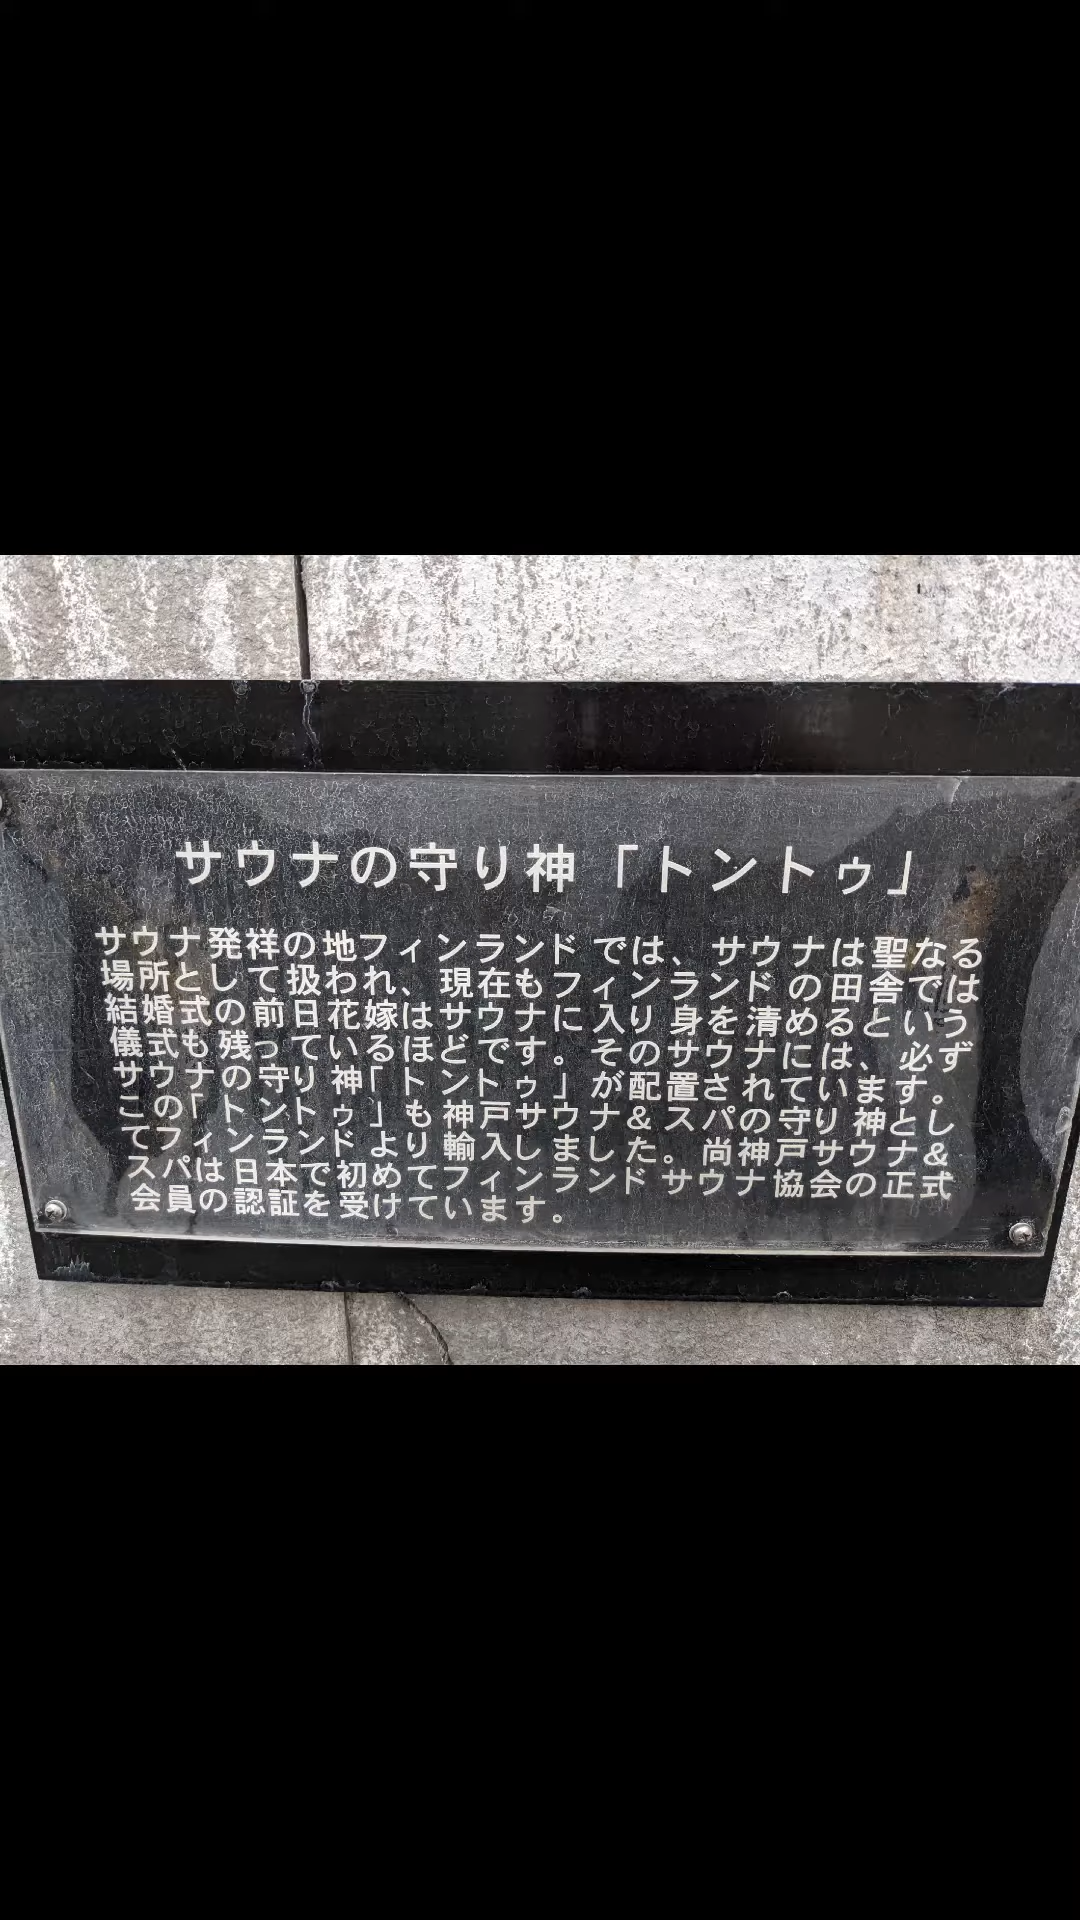 サウナの守り神「トントゥ」
サウナ発祥の地フィンランドでは、サウナは聖なる
場所として扱われ、現在もフィンランドの田舎では
結婚式の前日花嫁はサウナに入り身を清めるという
儀式も残っているほどです。そのサウナには、必ず
サウナの守り神「トントゥ」が配置されています。
この「トントゥ」も神戸サウナ&スパの守り神とし
てフィンランドより輸入しました。尚神戸サウナ&
スパは日本で初めてフィンランドサウナ協会の正式
会員の認証を受けています。